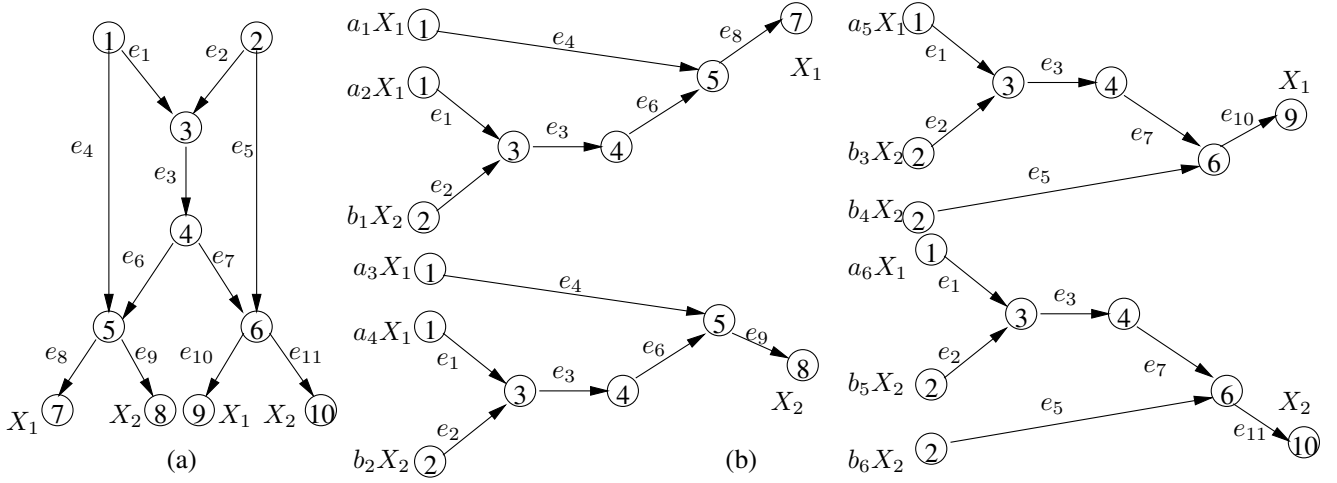 1 2
e₁ e₂
3
e₄ e₅
e₃
4
e₆ e₇
5 6
e₈ e₉ e₁₀ e₁₁
X₁ 7 X₂ 8 9 X₁ X₂ 10
(a)
a₁X₁ 1 e₄ e₈ 7
X₁
5
a₂X₁ 1
e₁ e₆
3 e₃ 4
e₂
b₁X₂ 2
a₃X₁ 1 e₄
5 e₉
8
X₂
a₄X₁ 1
e₁ e₆
3 e₃ 4
e₂
b₂X₂ 2
(b)
a₅X₁ 1
e₁
3 e₃ 4
X₁
e₂ e₇ e₁₀ 9
b₃X₂ 2
6
e₅
b₄X₂ 2
1
a₆X₁
e₁
3 e₃ 4
e₂ e₇
b₅X₂ 2
6
e₅ X₂
e₁₁ 10
b₆X₂ 2